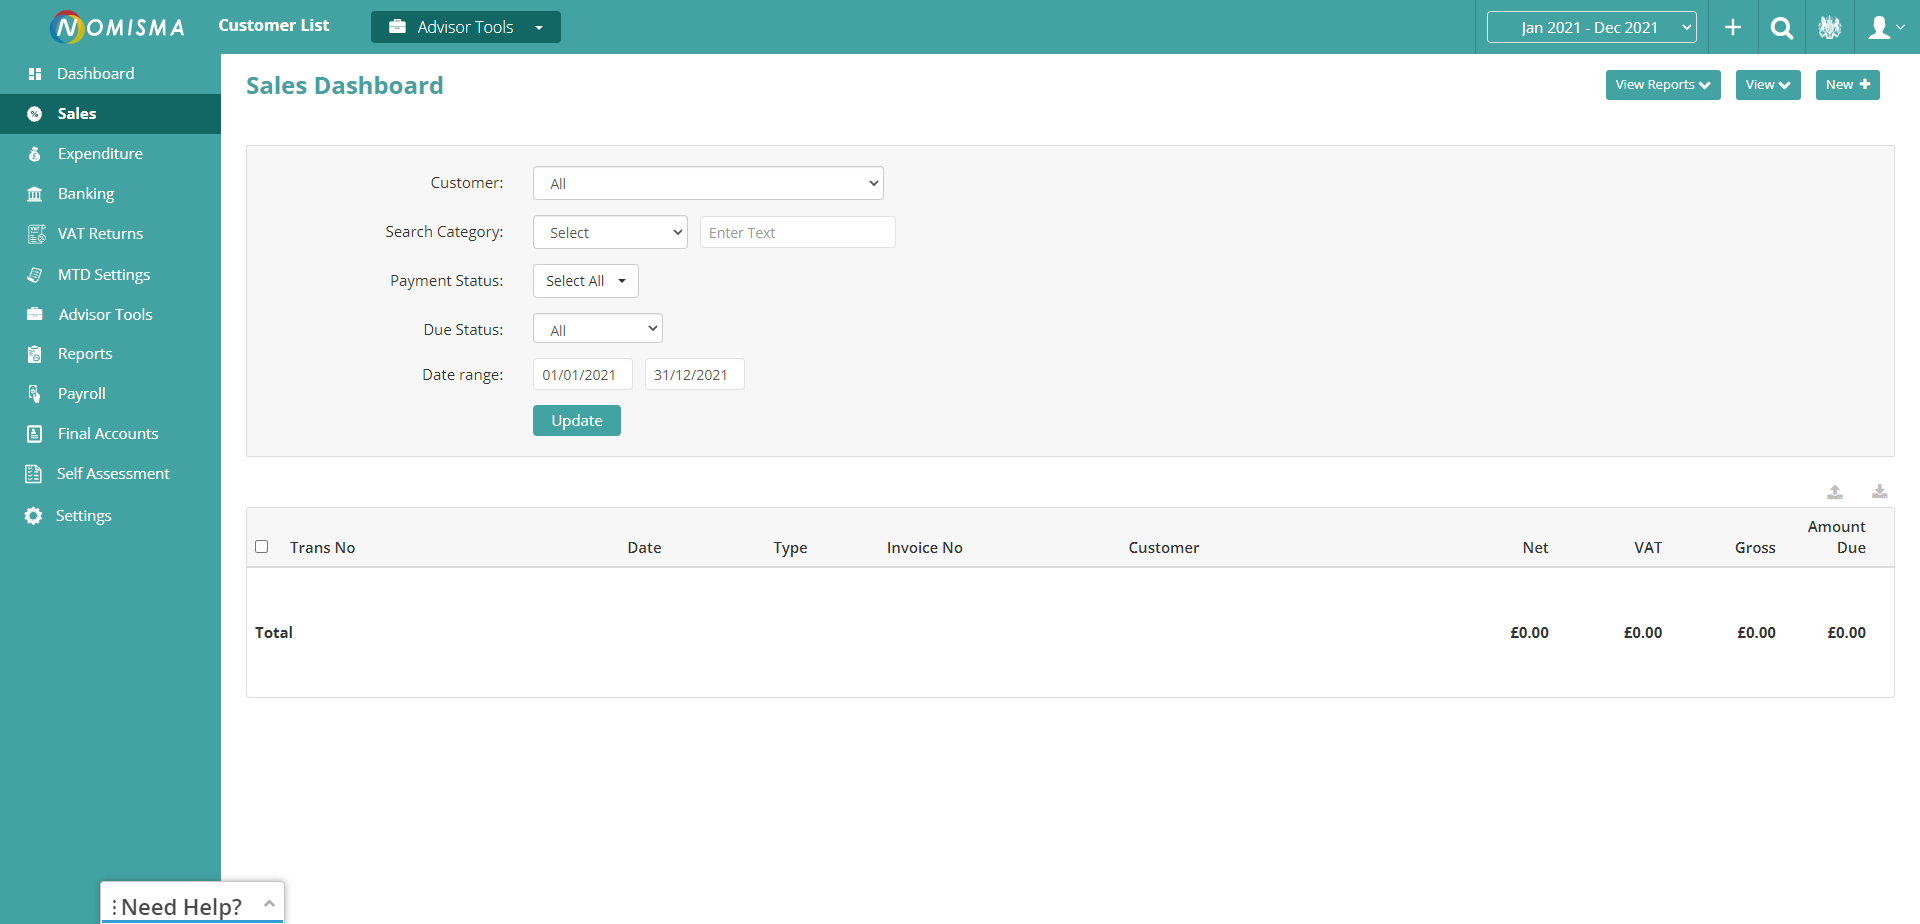 NOMISMA Customer List Advisor Tools Jan 2021 - Dec 2021
Dashboard
Sales
Expenditure
Banking
VAT Returns
MTD Settings
Advisor Tools
Reports
Payroll
Final Accounts
Self Assessment
Settings
Sales Dashboard View Reports View New
Customer: All
Search Category: Select Enter Text
Payment Status: Select All
Due Status: All
Date range: 01/01/2021 31/12/2021
Update
Trans No Date Type Invoice No Customer Net VAT Gross Amount Due
Total £0.00 £0.00 £0.00 £0.00
Need Help?